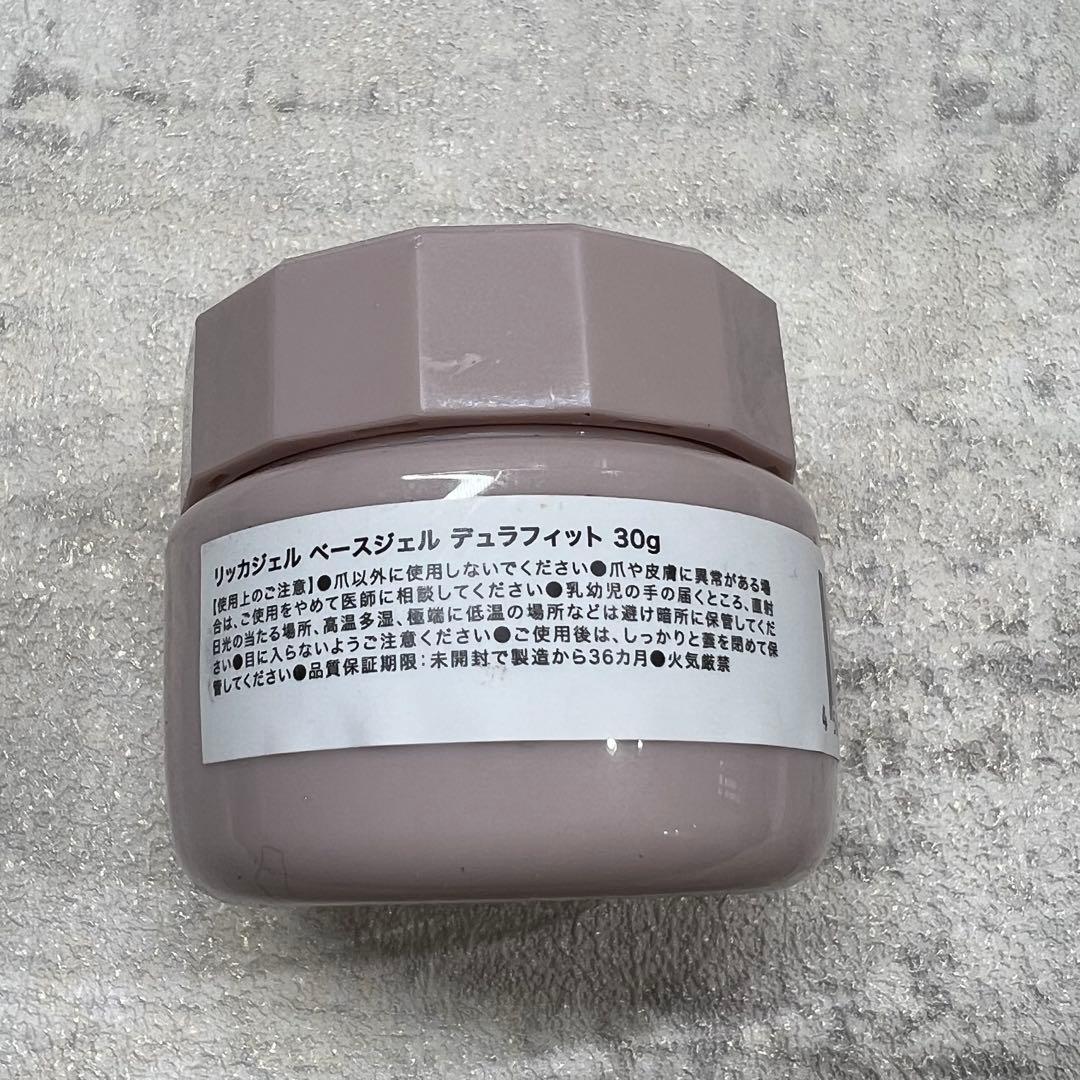 リッカジェル ベースジェル デュラフィット 30g
【使用上のご注意】●爪以外に使用しないでください●爪や皮膚に異常がある場
合は、ご使用をやめて医師に相談してください●乳幼児の手の届くところ、直射
日光の当たる場所、高温多湿、極端に低温の場所などは避け暗所に保管してくだ
さい●目に入らないようご注意ください●ご使用後は、しっかりと蓋を閉めて保
管してください●品質保証期限：未開封で製造から36カ月●火気厳禁
4